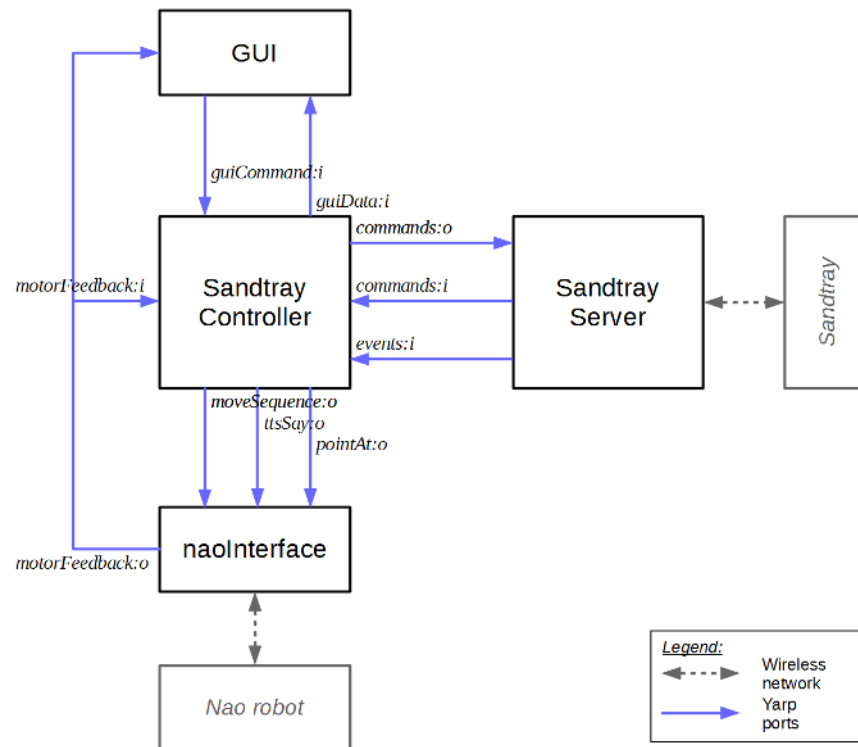 GUI
guiCommand:i
guiData:i
commands:o
motorFeedback:i
Sandtray
Controller
commands:i
Sandtray
Server
Sandtray
events:i
moveSequence:o
ttsSay:o
pointAt:o
naoInterface
motorFeedback:o
Nao robot
Legend:
Wireless
network
Yarp
ports